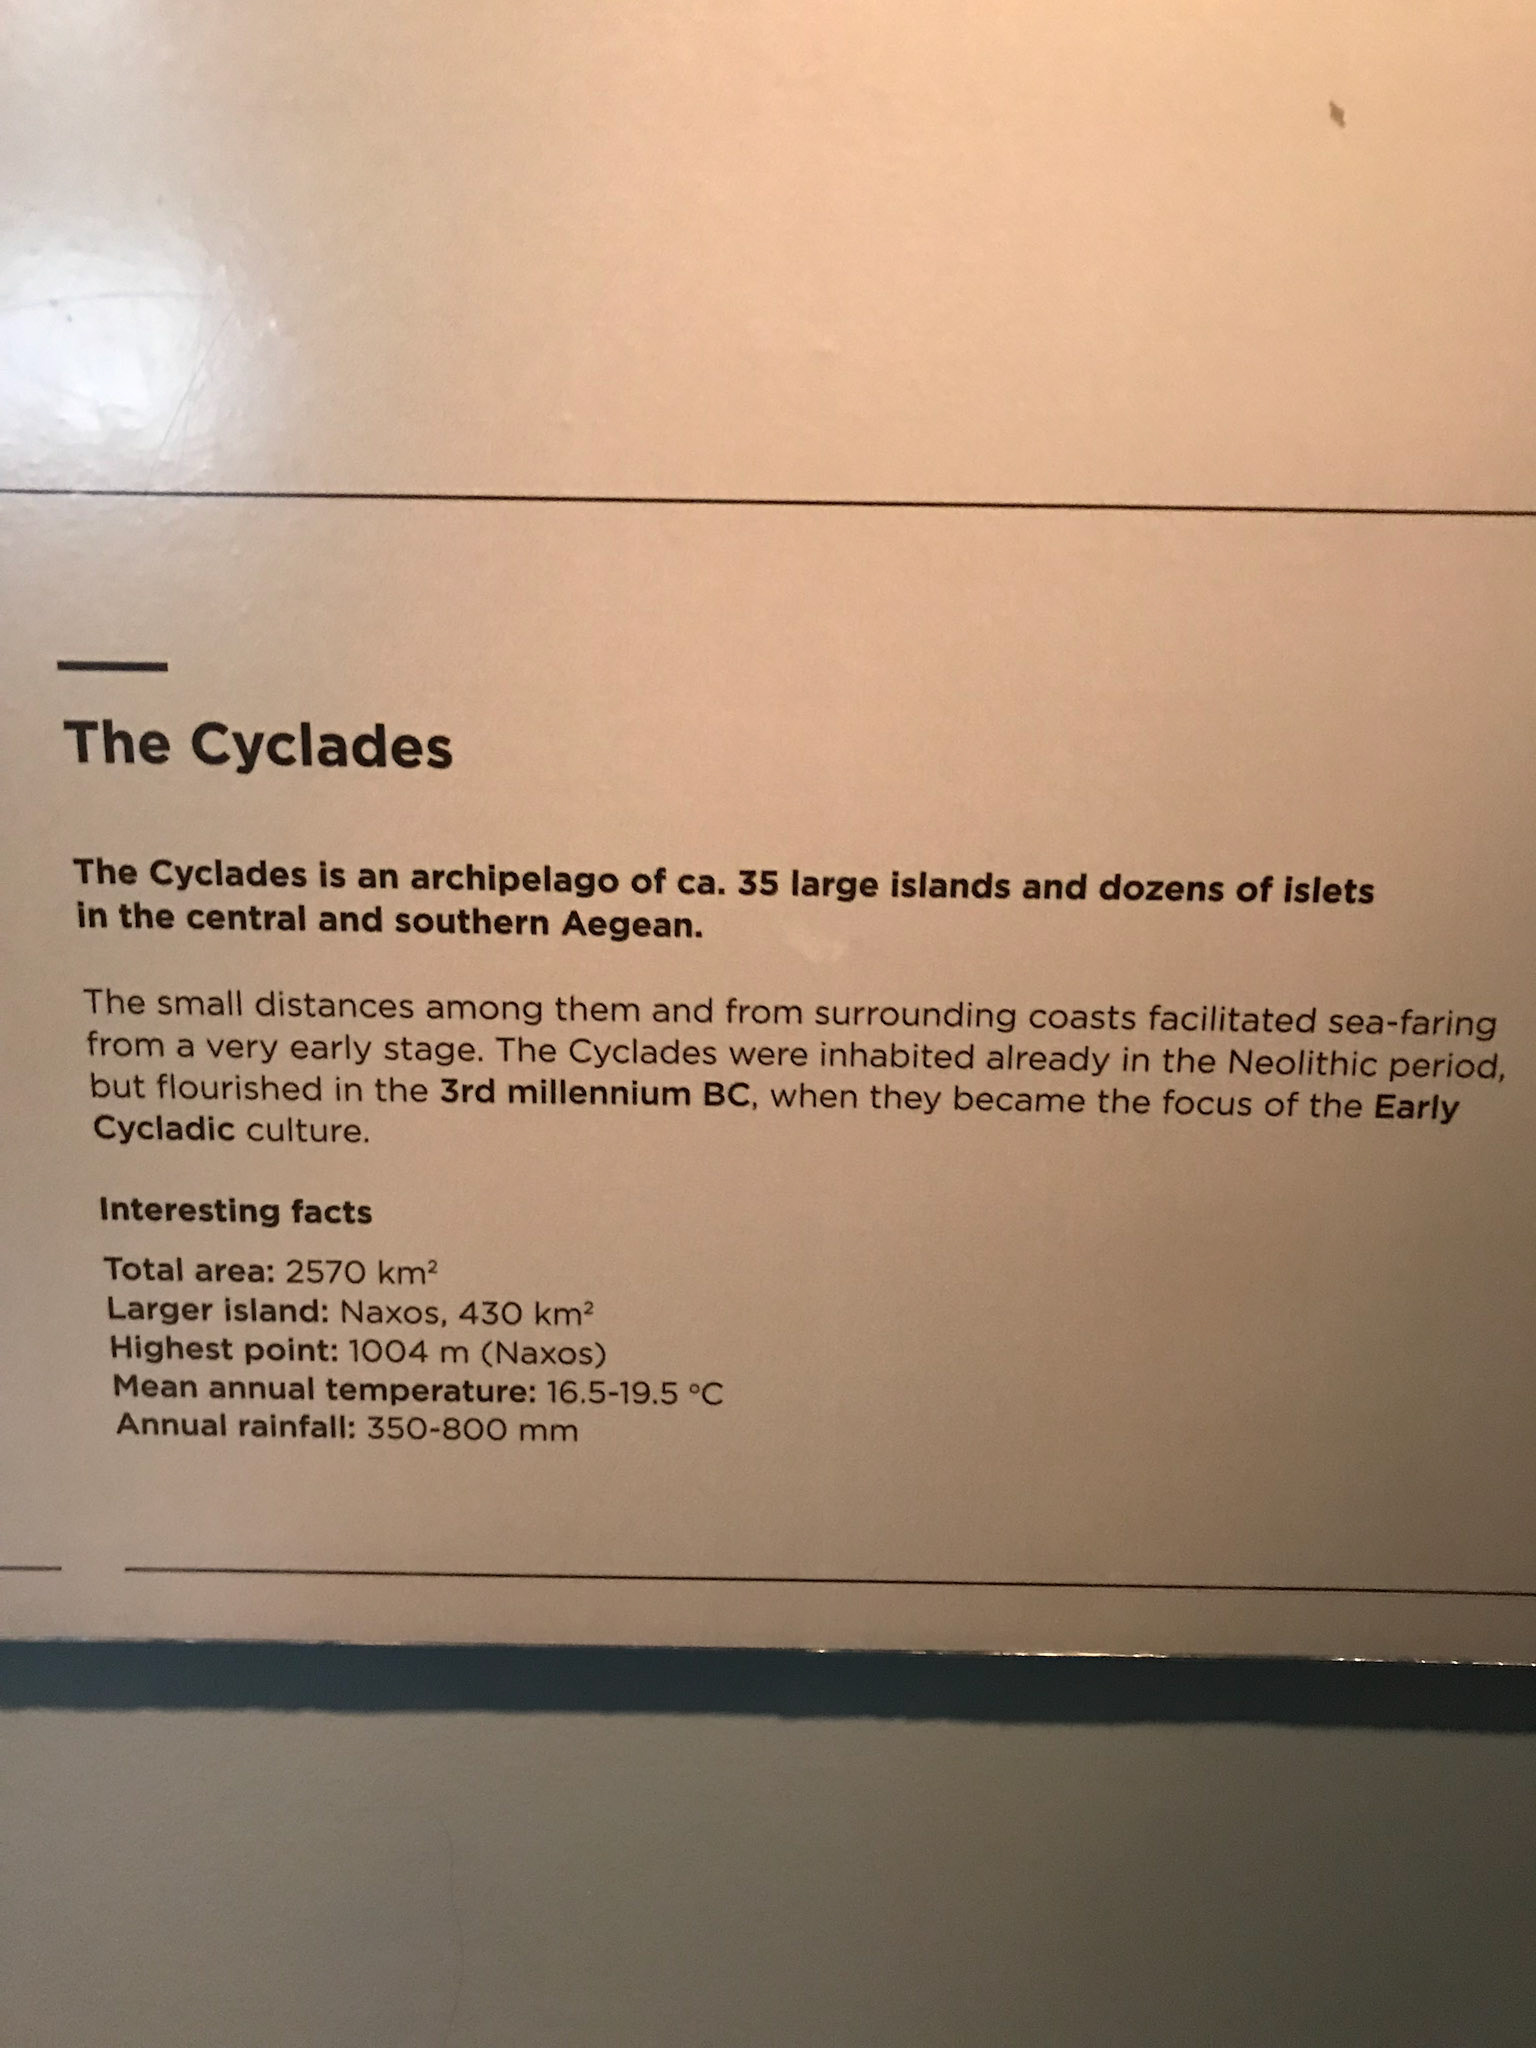 The Cyclades
The Cyclades is an archipelago of ca. 35 large islands and dozens of islets
in the central and southern Aegean.
The small distances among them and from surrounding coasts facilitated sea-faring
from a very early stage. The Cyclades were inhabited already in the Neolithic period,
but flourished in the 3rd millennium BC, when they became the focus of the Early
Cycladic culture.
Interesting facts
Total area: 2570 km²
Larger island: Naxos, 430 km²
Highest point: 1004 m (Naxos)
Mean annual temperature: 16.5-19.5 °C
Annual rainfall: 350-800 mm